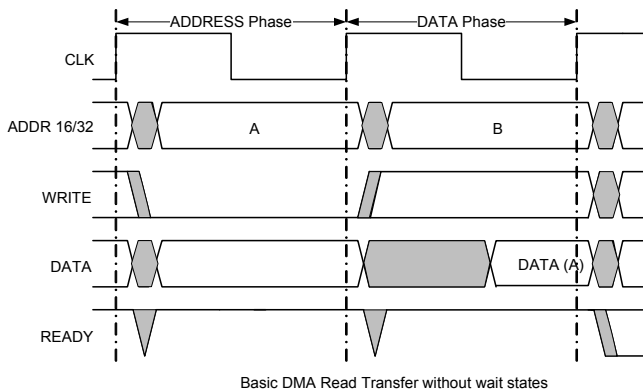 ADDRESS Phase DATA Phase
CLK
ADDR 16/32 A B
WRITE
DATA DATA (A)
READY
Basic DMA Read Transfer without wait states